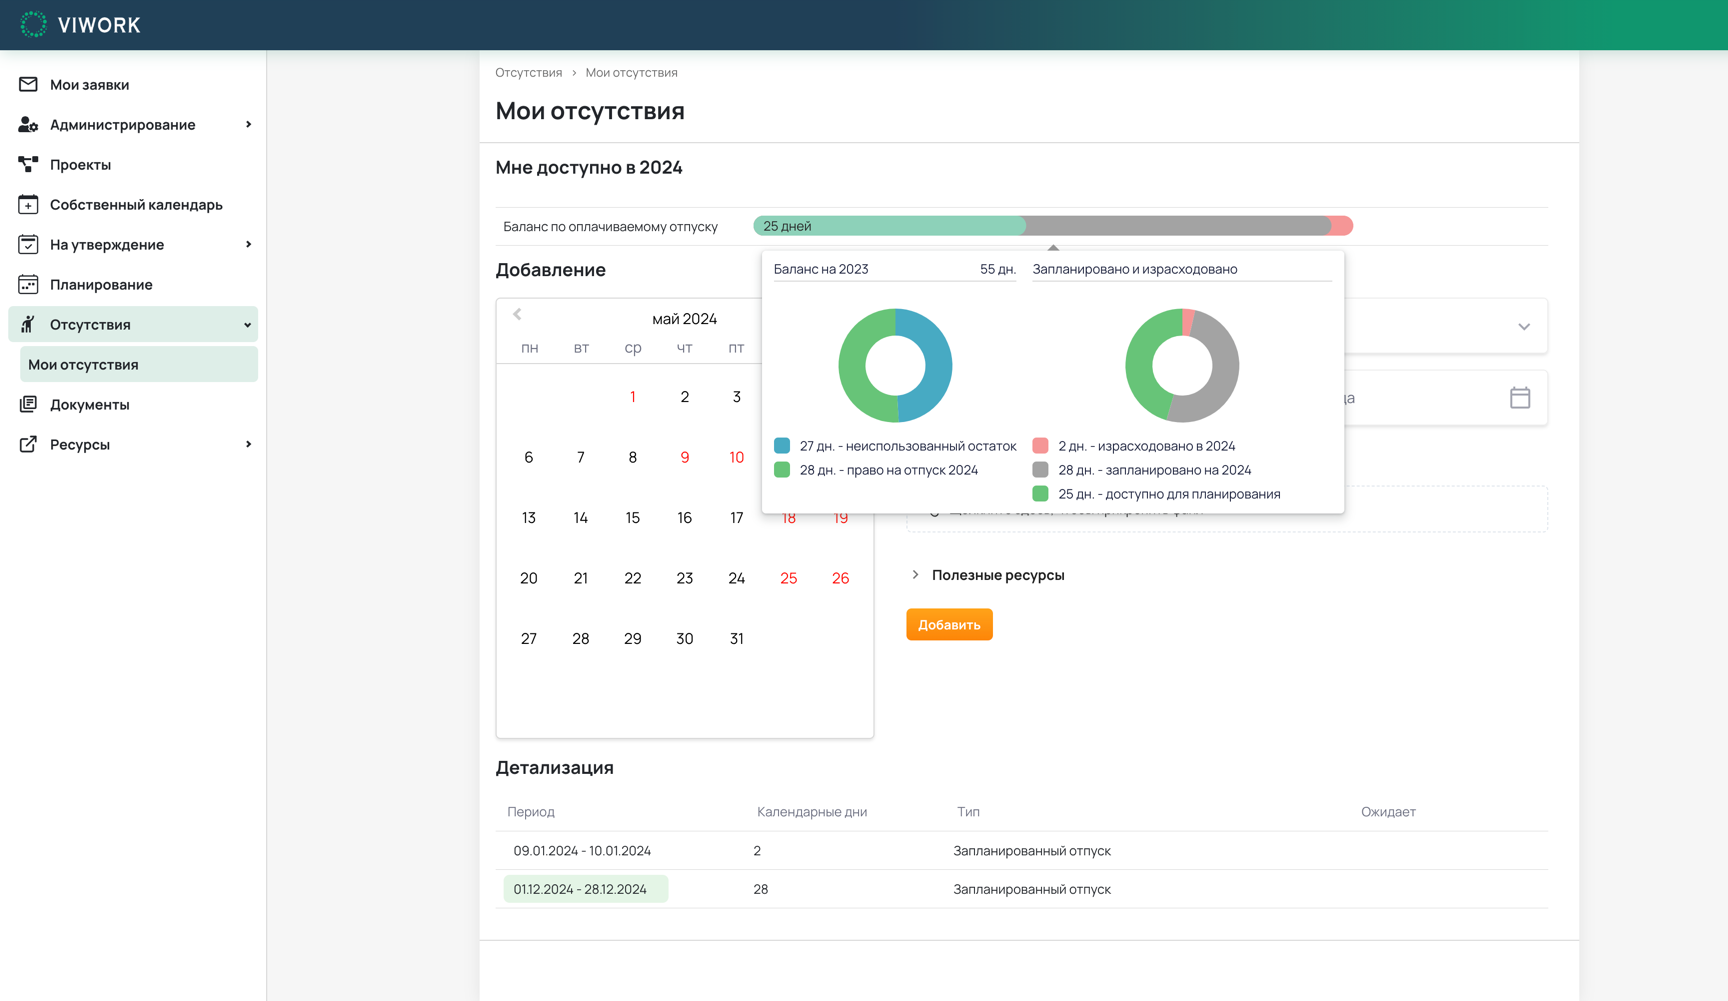 VIWORK
Мои заявки
Администрирование
Проекты
Собственный календарь
На утверждение
Планирование
Отсутствия
Мои отсутствия
Документы
Ресурсы
Отсутствия › Мои отсутствия
Мои отсутствия
Мне доступно в 2024
Баланс по оплачиваемому отпуску 25 дней
Добавление
май 2024
пн вт ср чт пт
1 2 3
6 7 8 9 10
13 14 15 16 17 18 19
20 21 22 23 24 25 26
27 28 29 30 31
Баланс на 2023 55 дн.
27 дн. - неиспользованный остаток
28 дн. - право на отпуск 2024
Запланировано и израсходовано
2 дн. - израсходовано в 2024
28 дн. - запланировано на 2024
25 дн. - доступно для планирования
Полезные ресурсы
Добавить
Детализация
Период Календарные дни Тип Ожидает
09.01.2024 - 10.01.2024 2 Запланированный отпуск
01.12.2024 - 28.12.2024 28 Запланированный отпуск